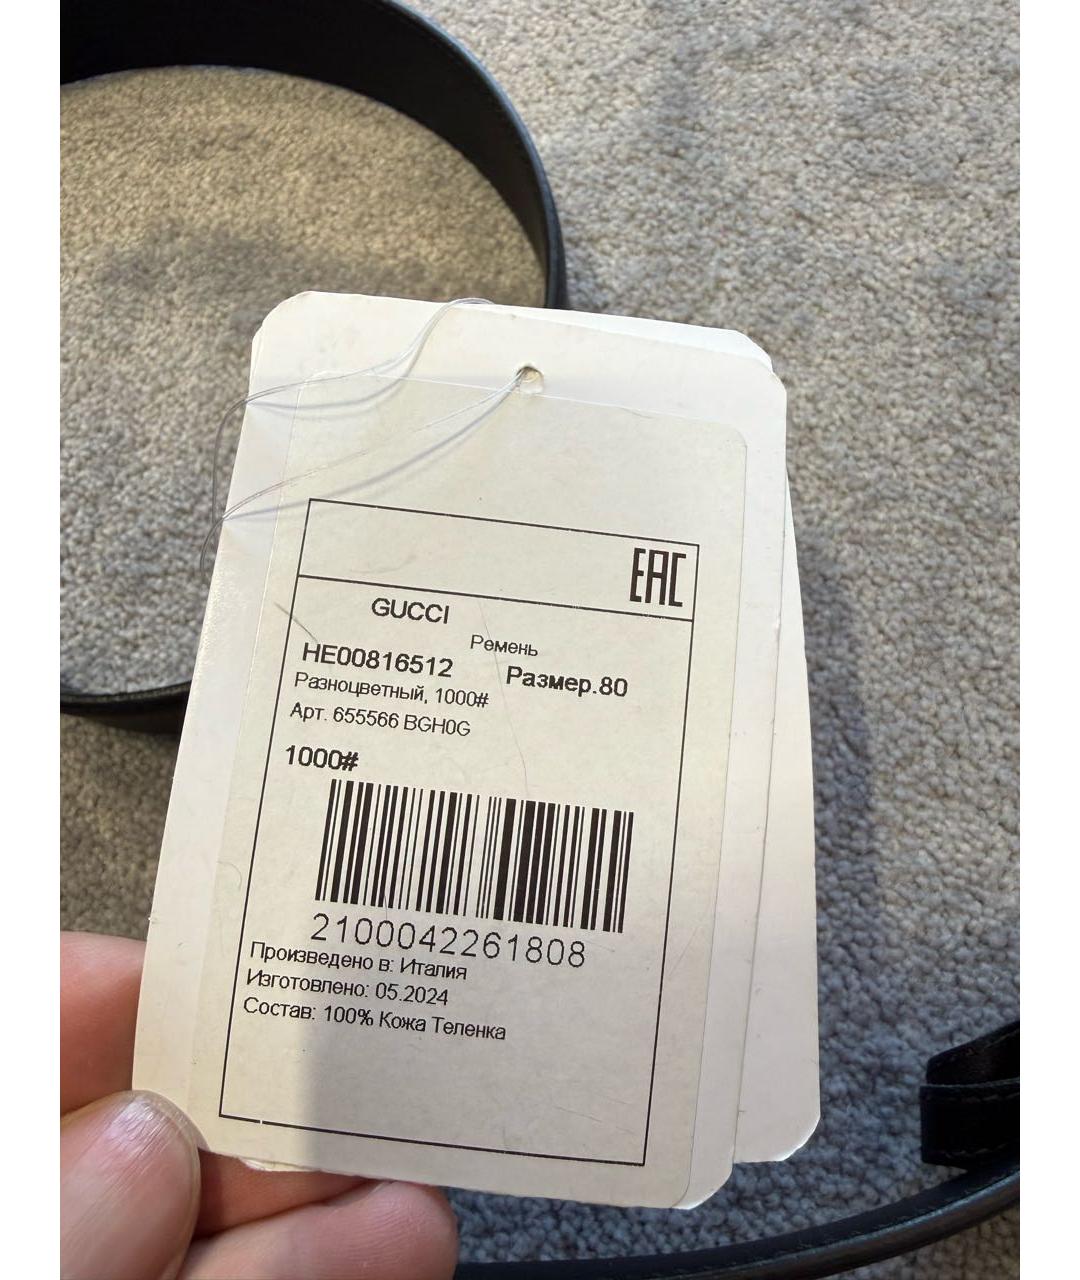 EAC
GUCCI
Ремень
HE00816512
Размер.80
Разноцветный, 1000#
Арт. 655566 BGH0G
1000#
2100042261808
Произведено в: Италия
Изготовлено: 05.2024
Состав: 100% Кожа Теленка